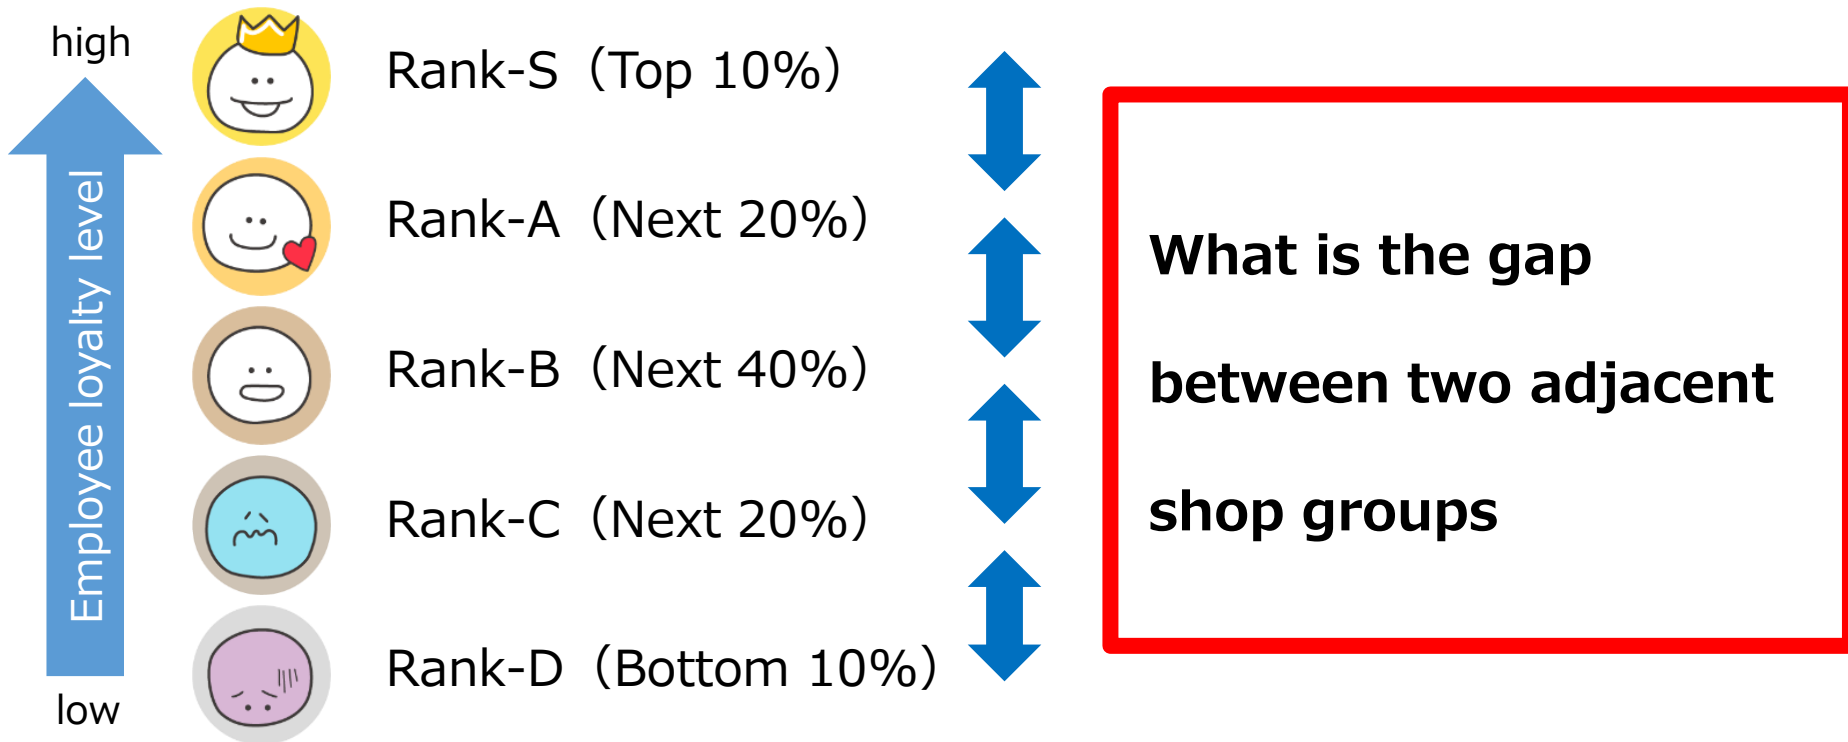 high
Employee loyalty level
low
Rank-S（Top 10%）
Rank-A（Next 20%）
Rank-B（Next 40%）
Rank-C（Next 20%）
Rank-D（Bottom 10%）
What is the gap
between two adjacent
shop groups